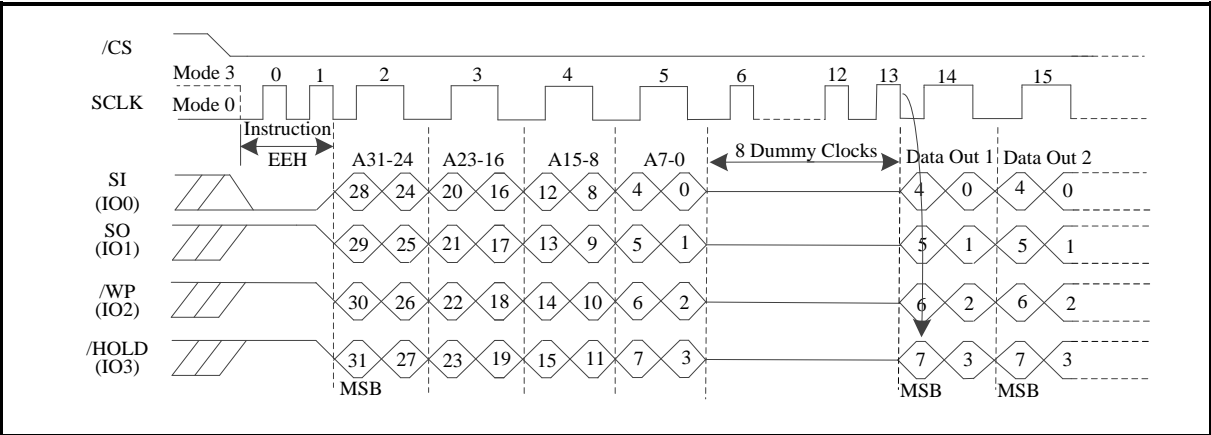 /CS
Mode 3 0 1 2 3 4 5 6 12 13 14 15
SCLK Mode 0
Instruction
EEH A31-24 A23-16 A15-8 A7-0 8 Dummy Clocks Data Out 1 Data Out 2
SI
(IO0) 28 24 20 16 12 8 4 0 4 0 4 0
SO
(IO1) 29 25 21 17 13 9 5 1 5 1 5 1
/WP
(IO2) 30 26 22 18 14 10 6 2 6 2 6 2
/HOLD
(IO3) 31 27 23 19 15 11 7 3 7 3 7 3
MSB MSB MSB